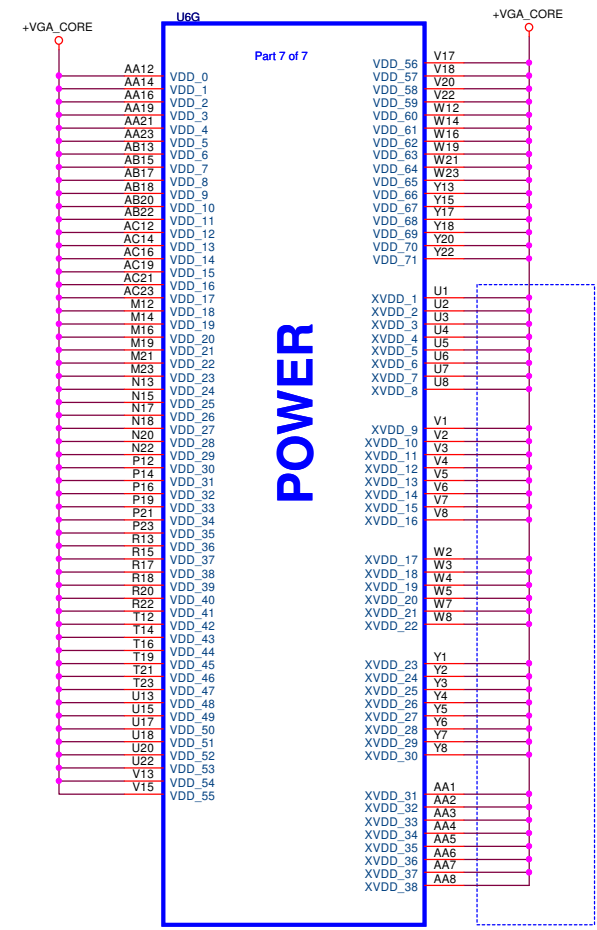 U6G
+VGA_CORE
+VGA_CORE
Part 7 of 7
POWER
AA12 VDD_0
AA14 VDD_1
AA16 VDD_2
AA19 VDD_3
AA21 VDD_4
AA23 VDD_5
AB13 VDD_6
AB15 VDD_7
AB17 VDD_8
AB18 VDD_9
AB20 VDD_10
AB22 VDD_11
AC12 VDD_12
AC14 VDD_13
AC16 VDD_14
AC19 VDD_15
AC21 VDD_16
AC23 VDD_17
M12 VDD_18
M14 VDD_19
M16 VDD_20
M19 VDD_21
M21 VDD_22
M23 VDD_23
N13 VDD_24
N15 VDD_25
N17 VDD_26
N18 VDD_27
N20 VDD_28
N22 VDD_29
P12 VDD_30
P14 VDD_31
P16 VDD_32
P19 VDD_33
P21 VDD_34
P23 VDD_35
R13 VDD_36
R15 VDD_37
R17 VDD_38
R18 VDD_39
R20 VDD_40
R22 VDD_41
T12 VDD_42
T14 VDD_43
T16 VDD_44
T19 VDD_45
T21 VDD_46
T23 VDD_47
U13 VDD_48
U15 VDD_49
U17 VDD_50
U18 VDD_51
U20 VDD_52
U22 VDD_53
V13 VDD_54
V15 VDD_55
VDD_56 V17
VDD_57 V18
VDD_58 V20
VDD_59 V22
VDD_60 W12
VDD_61 W14
VDD_62 W16
VDD_63 W19
VDD_64 W21
VDD_65 W23
VDD_66 Y13
VDD_67 Y15
VDD_68 Y17
VDD_69 Y18
VDD_70 Y20
VDD_71 Y22
XVDD_1 U1
XVDD_2 U2
XVDD_3 U3
XVDD_4 U4
XVDD_5 U5
XVDD_6 U6
XVDD_7 U7
XVDD_8 U8
XVDD_9 V1
XVDD_10 V2
XVDD_11 V3
XVDD_12 V4
XVDD_13 V5
XVDD_14 V6
XVDD_15 V7
XVDD_16 V8
XVDD_17 W2
XVDD_18 W3
XVDD_19 W4
XVDD_20 W5
XVDD_21 W7
XVDD_22 W8
XVDD_23 Y1
XVDD_24 Y2
XVDD_25 Y3
XVDD_26 Y4
XVDD_27 Y5
XVDD_28 Y6
XVDD_29 Y7
XVDD_30 Y8
XVDD_31 AA1
XVDD_32 AA2
XVDD_33 AA3
XVDD_34 AA4
XVDD_35 AA5
XVDD_36 AA6
XVDD_37 AA7
XVDD_38 AA8